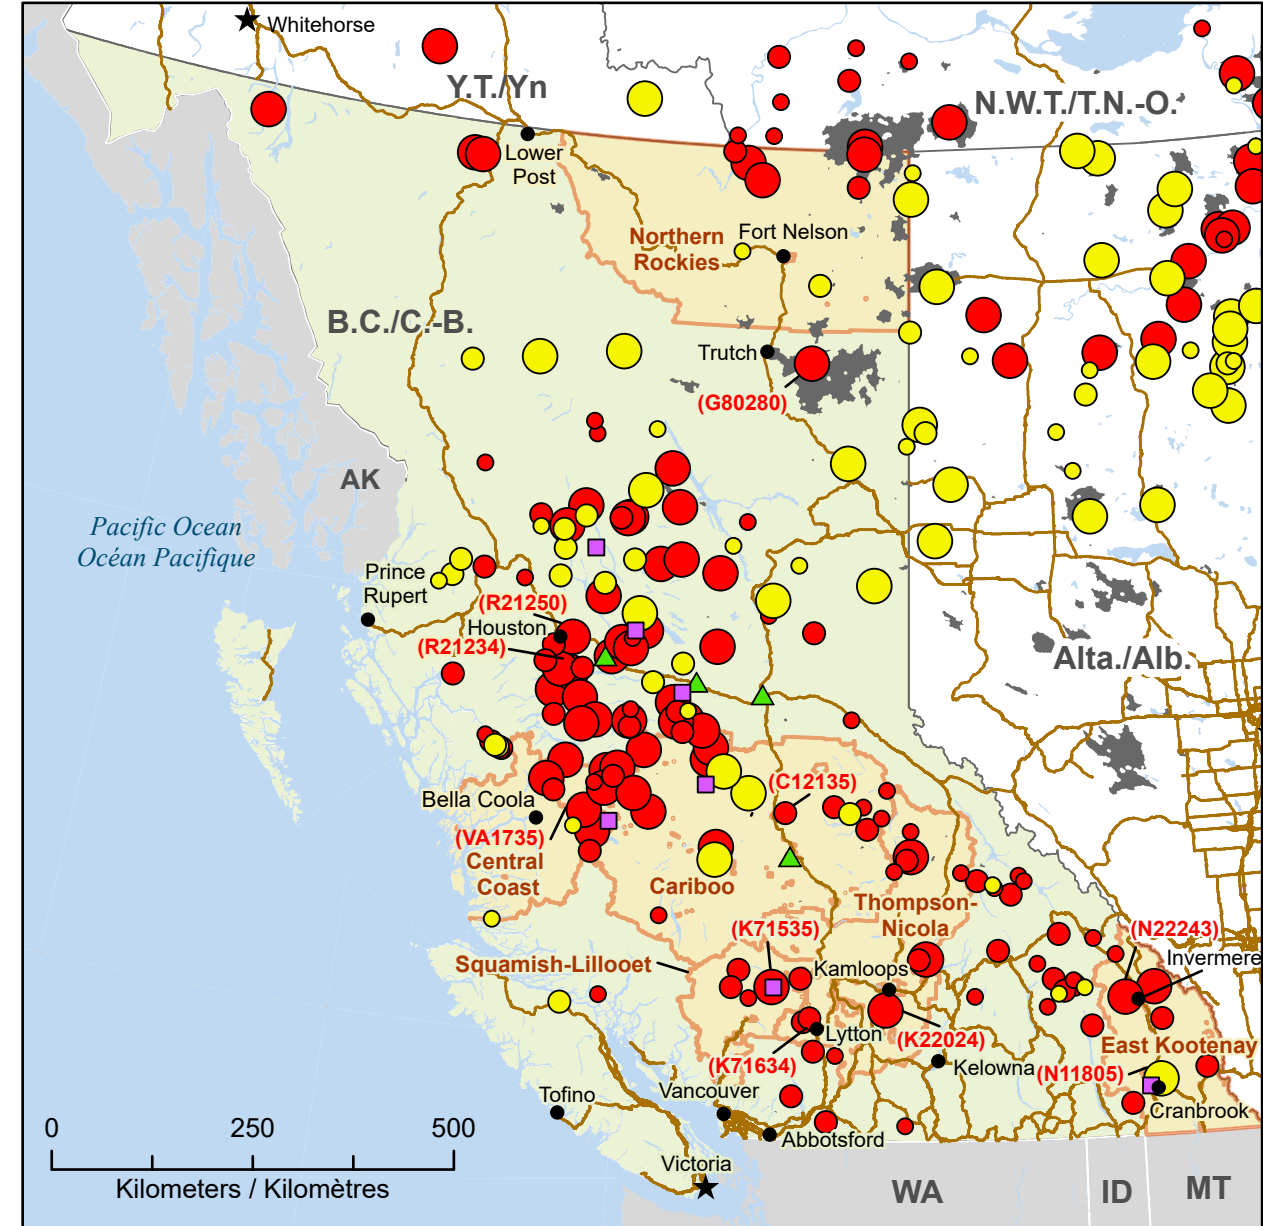 Whitehorse
Y.T./Yn
N.W.T./T.N.-O.
Lower
Post
Northern
Rockies
Fort Nelson
B.C./C.-B.
Trutch
(G80280)
AK
Pacific Ocean
Océan Pacifique
Prince
Rupert
(R21250)
Houston
(R21234)
Alta./Alb.
Bella Coola
(C12135)
(VA1735)
Central
Coast
Cariboo
Thompson-
Nicola
(K71535)
(N22243)
Squamish-Lillooet
Kamloops
Invermere
Lytton
(K22024)
(K71634)
East Kootenay
Kelowna
(N11805)
Tofino
Vancouver
Cranbrook
Abbotsford
0 250 500
Kilometers / Kilomètres
Victoria
WA
ID
MT